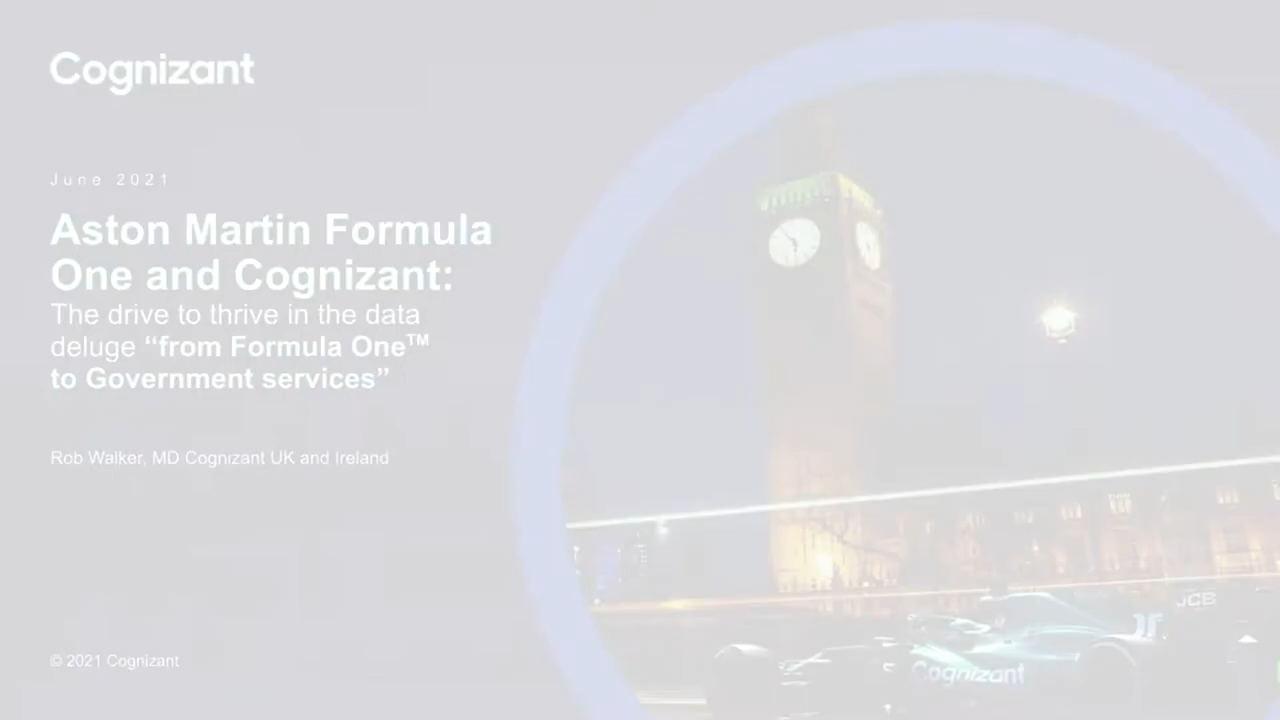 Cognizant
June 2021
Aston Martin Formula
One and Cognizant:
The drive to thrive in the data
deluge “from Formula One™
to Government services”
Rob Walker, MD Cognizant UK and Ireland
© 2021 Cognizant
JCB
Cognizant